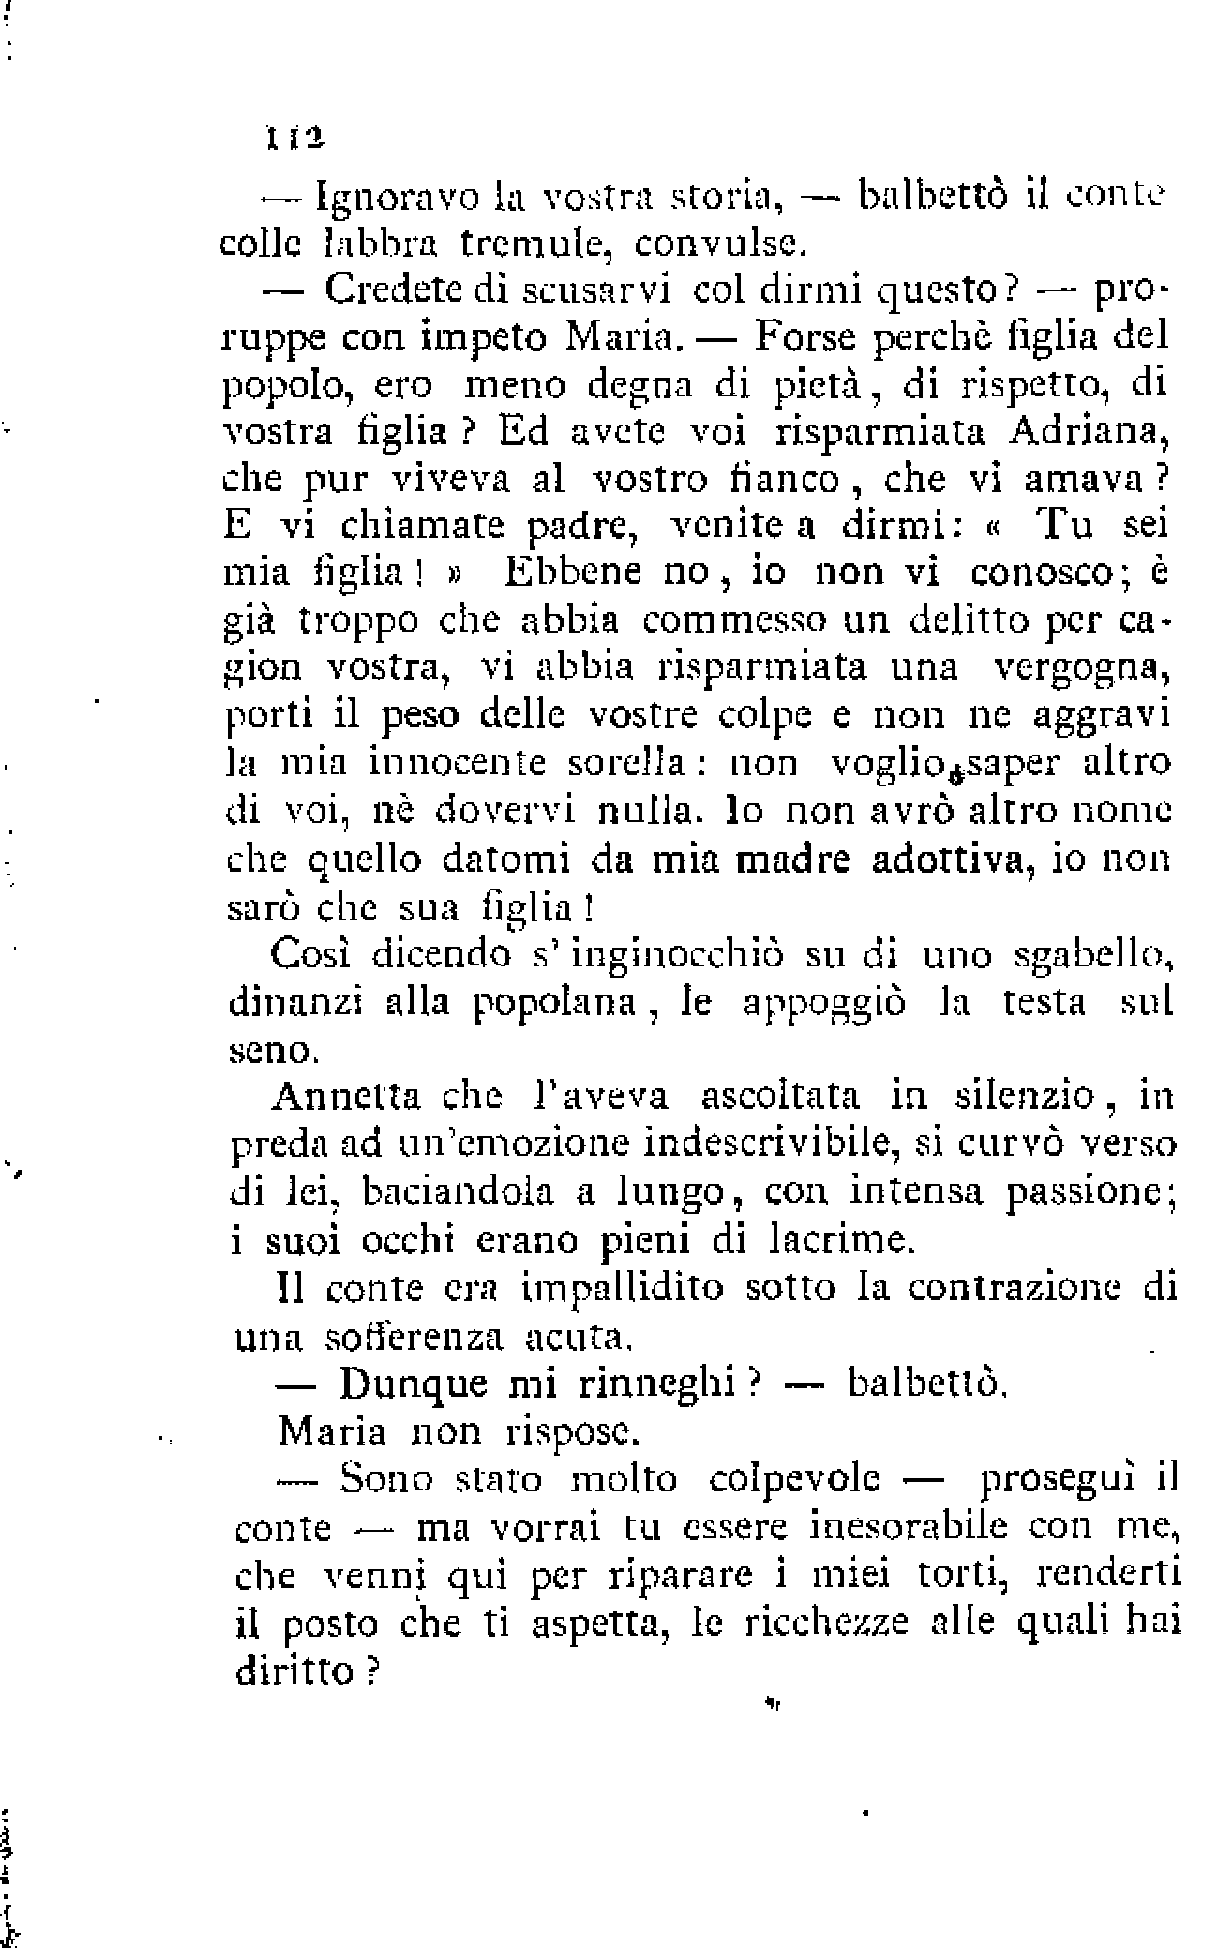 112
— Ignoravo la vostra storia, — balbettò il conte
colle labbra tremule, convulse.
— Credete di scusarvi col dirmi questo? — pro-
ruppe con impeto Maria. — Forse perchè figlia del
popolo, ero meno degna di pietà, di rispetto, di
vostra figlia? Ed avete voi risparmiata Adriana,
che pur viveva al vostro fianco, che vi amava?
E vi chiamate padre, venite a dirmi: « Tu sei
mia figlia! » Ebbene no, io non vi conosco; è
già troppo che abbia commesso un delitto per ca-
gion vostra, vi abbia risparmiata una vergogna,
porti il peso delle vostre colpe e non ne aggravi
la mia innocente sorella: non voglio saper altro
di voi, nè dovervi nulla. Io non avrò altro nome
che quello datomi da mia madre adottiva, io non
sarò che sua figlia!
Così dicendo s' inginocchiò su di uno sgabello,
dinanzi alla popolana, le appoggiò la testa sul
seno.
Annetta che l'aveva ascoltata in silenzio, in
preda ad un'emozione indescrivibile, si curvò verso
di lei, baciandola a lungo, con intensa passione;
i suoi occhi erano pieni di lacrime.
Il conte era impallidito sotto la contrazione di
una sofferenza acuta.
— Dunque mi rinneghi? — balbettò.
Maria non rispose.
— Sono stato molto colpevole — proseguì il
conte — ma vorrai tu essere inesorabile con me,
che venni qui per riparare i miei torti, renderti
il posto che ti aspetta, le ricchezze alle quali hai
diritto?